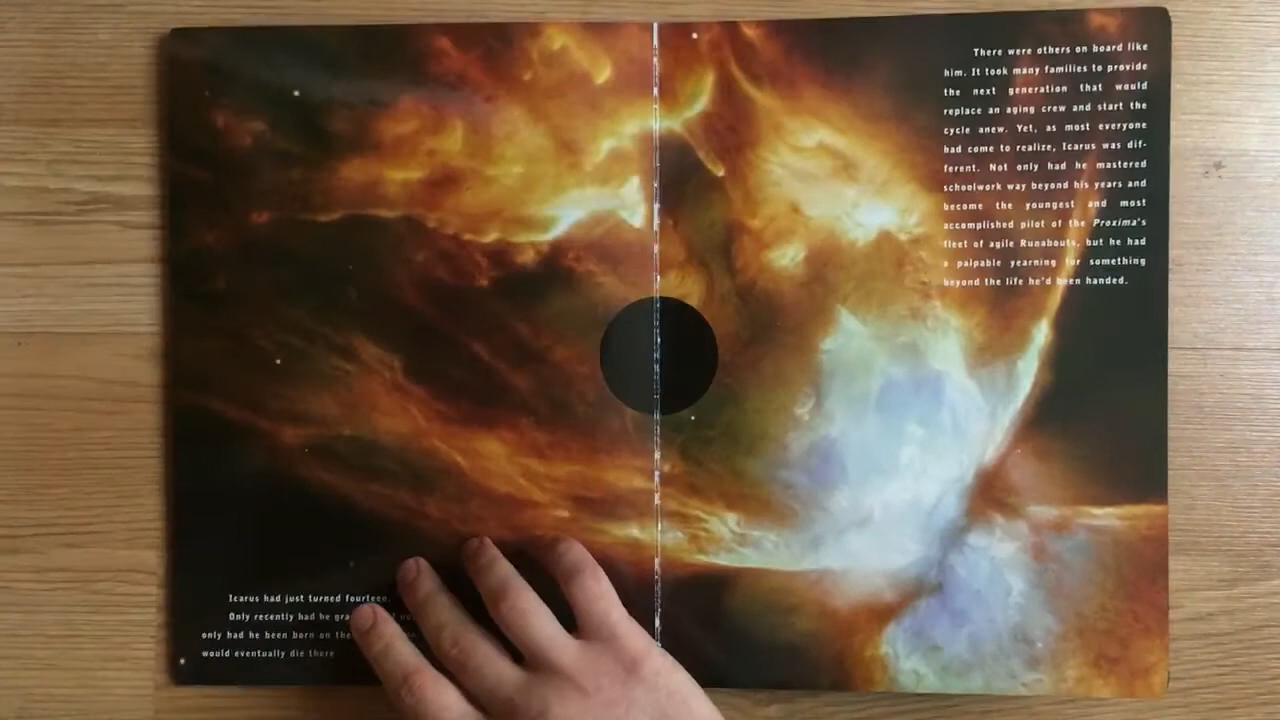 Icarus had just turned fourteen.
Only recently had he
only had he been born on the
would eventually die there
There were others on board like
him. It took many families to provide
the next generation that would
replace an aging crew and start the
cycle anew. Yet, as most everyone
had come to realize, Icarus was dif-
ferent. Not only had he mastered
schoolwork way beyond his years and
become the youngest and most
accomplished pilot of the Proxima's
fleet of agile Runabouts, but he had
a palpable yearning for something
beyond the life he'd been handed.